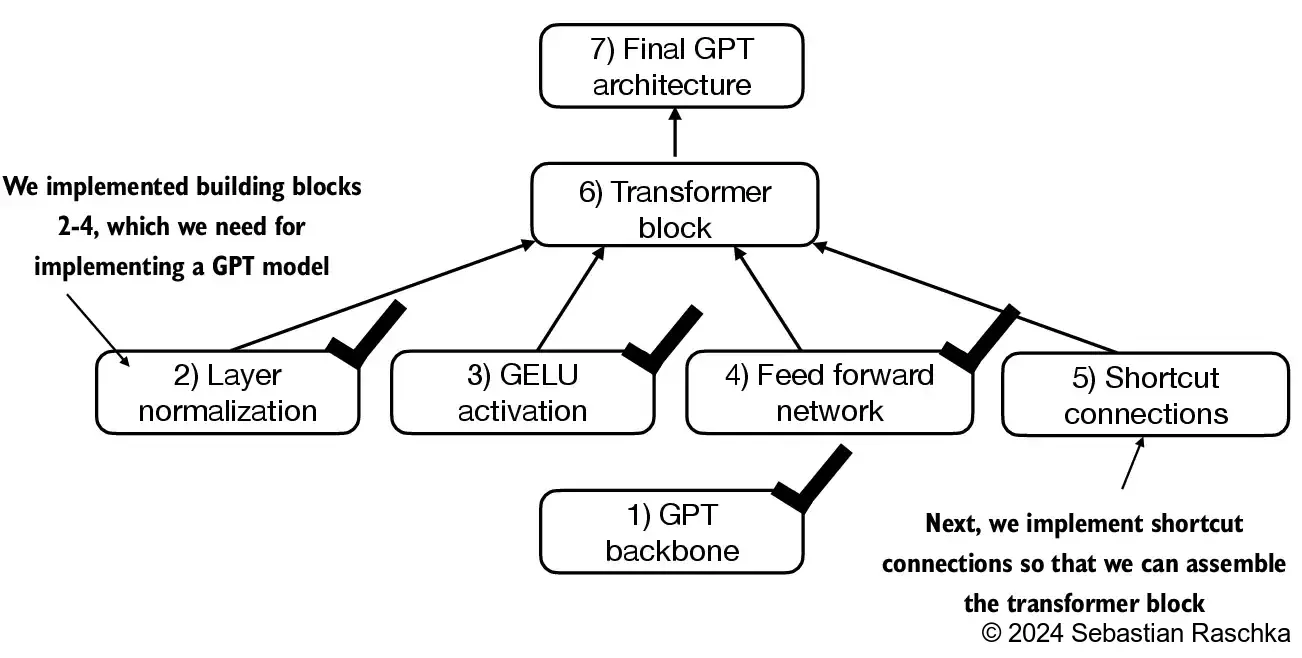 7) Final GPT
architecture
6) Transformer
block
We implemented building blocks
2-4, which we need for
implementing a GPT model
2) Layer
normalization
3) GELU
activation
4) Feed forward
network
5) Shortcut
connections
1) GPT
backbone
Next, we implement shortcut
connections so that we can assemble
the transformer block
© 2024 Sebastian Raschka